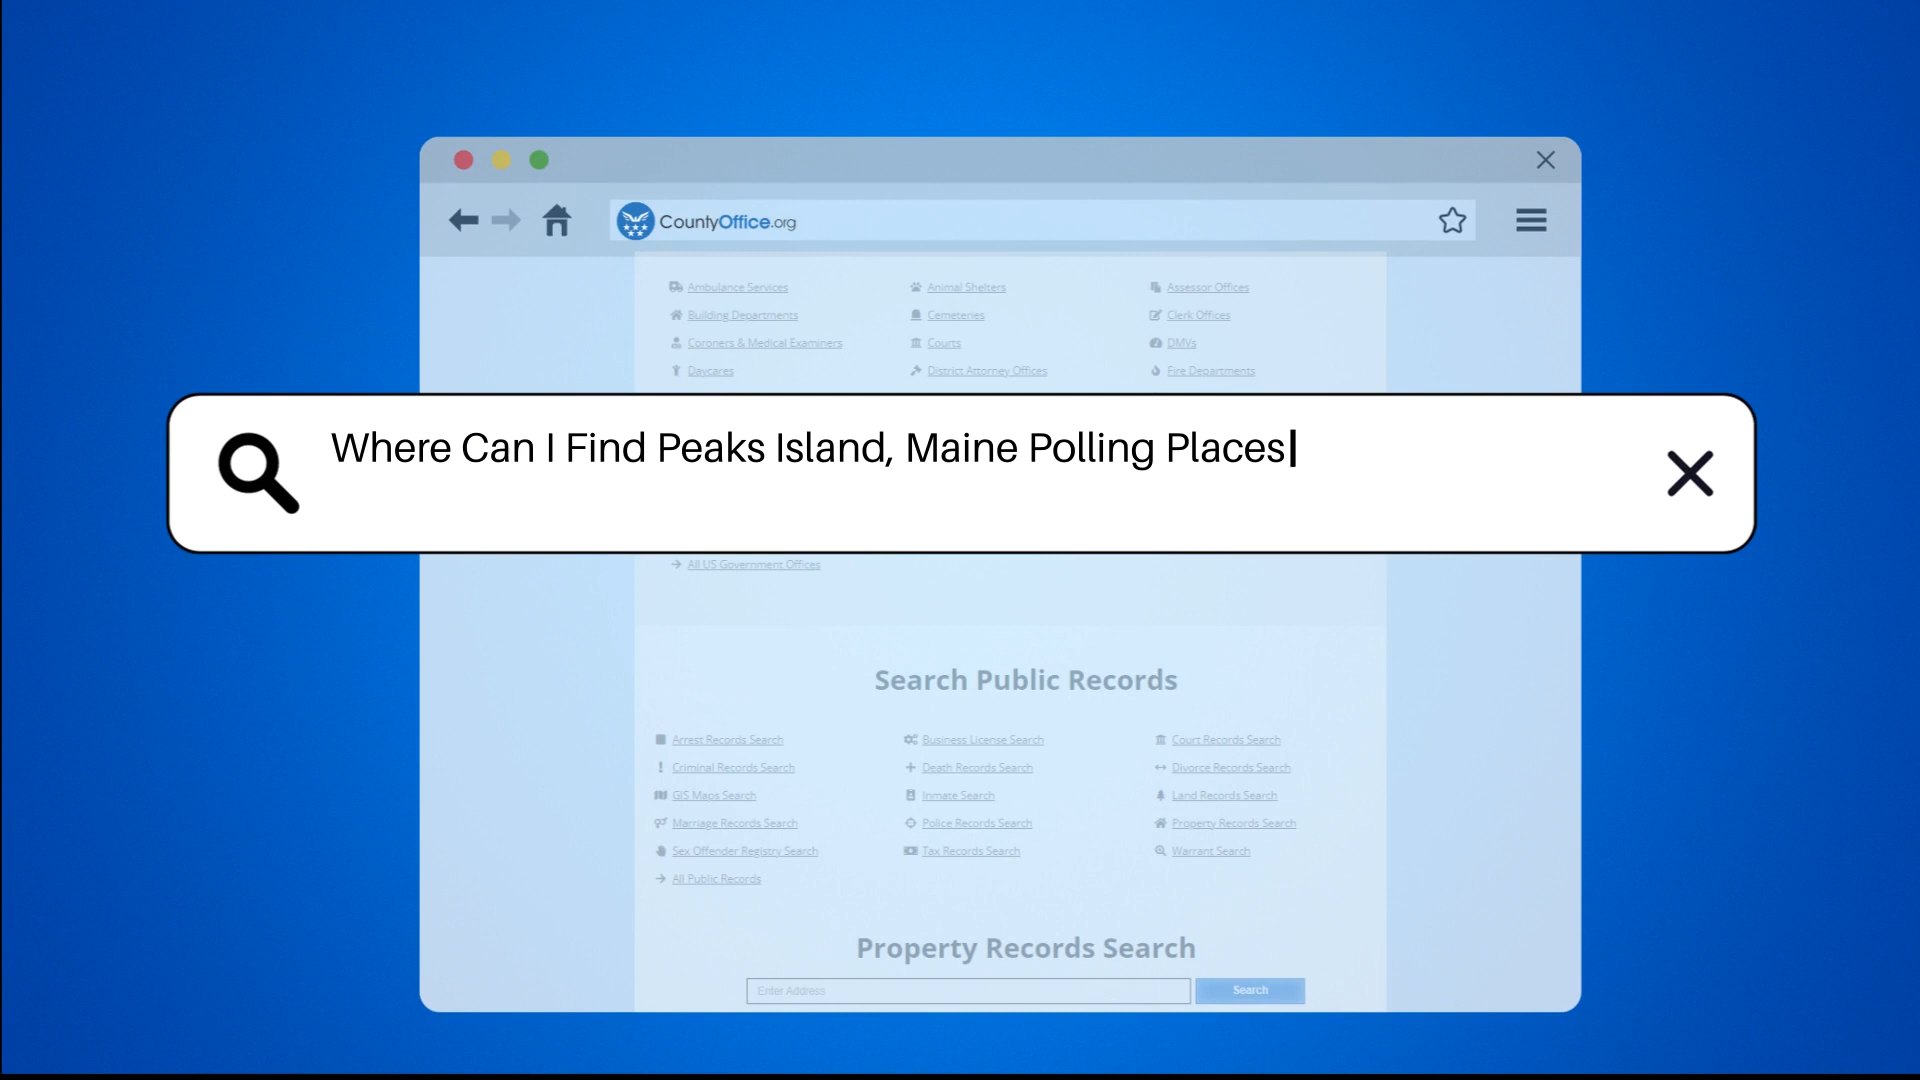 CountyOffice.org
Ambulance Services Animal Shelters Assessor Offices
Building Departments Cemeteries Clerk Offices
Coroners & Medical Examiners Courts DMVs
Daycares District Attorney Offices Fire Departments
Where Can I Find Peaks Island, Maine Polling Places
All US Government Offices
Search Public Records
Arrest Records Search Business License Search Court Records Search
Criminal Records Search Death Records Search Divorce Records Search
GIS Maps Search Inmate Search Land Records Search
Marriage Records Search Police Records Search Property Records Search
Sex Offender Registry Search Tax Records Search Warrant Search
All Public Records
Property Records Search
Enter Address Search